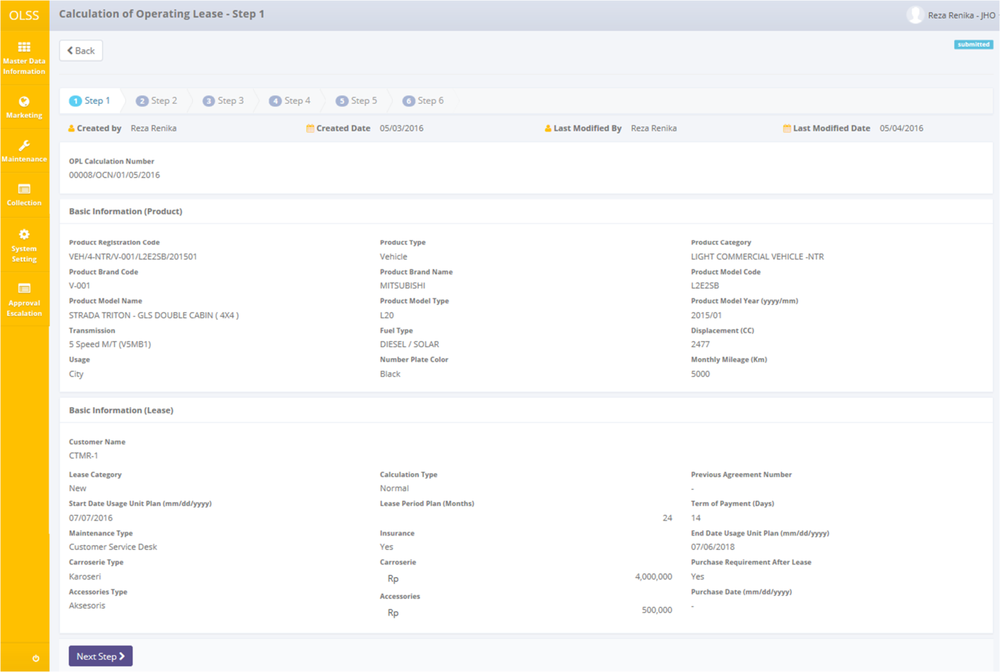 OLSS
Calculation of Operating Lease - Step 1
Reza Renika - JHO
Master Data
Information
Marketing
Maintenance
Collection
System
Setting
Approval
Escalation
Back
submitted
1 Step 1 2 Step 2 3 Step 3 4 Step 4 5 Step 5 6 Step 6
Created by Reza Renika Created Date 05/03/2016 Last Modified By Reza Renika Last Modified Date 05/04/2016
OPL Calculation Number
00008/OCN/01/05/2016
Basic Information (Product)
Product Registration Code Product Type Product Category
VEH/4-NTR/V-001/L2E2SB/201501 Vehicle LIGHT COMMERCIAL VEHICLE -NTR
Product Brand Code Product Brand Name Product Model Code
V-001 MITSUBISHI L2E2SB
Product Model Name Product Model Type Product Model Year (yyyy/mm)
STRADA TRITON - GLS DOUBLE CABIN ( 4X4 ) L20 2015/01
Transmission Fuel Type Displacement (CC)
5 Speed M/T (V5MB1) DIESEL / SOLAR 2477
Usage Number Plate Color Monthly Mileage (Km)
City Black 5000
Basic Information (Lease)
Customer Name
CTMR-1
Lease Category Calculation Type Previous Agreement Number
New Normal -
Start Date Usage Unit Plan (mm/dd/yyyy) Lease Period Plan (Months) Term of Payment (Days)
07/07/2016 24 14
Maintenance Type Insurance End Date Usage Unit Plan (mm/dd/yyyy)
Customer Service Desk Yes 07/06/2018
Carroserie Type Carroserie Purchase Requirement After Lease
Karoseri Rp 4,000,000 Yes
Accessories Type Accessories Purchase Date (mm/dd/yyyy)
Aksesoris Rp 500,000 -
Next Step